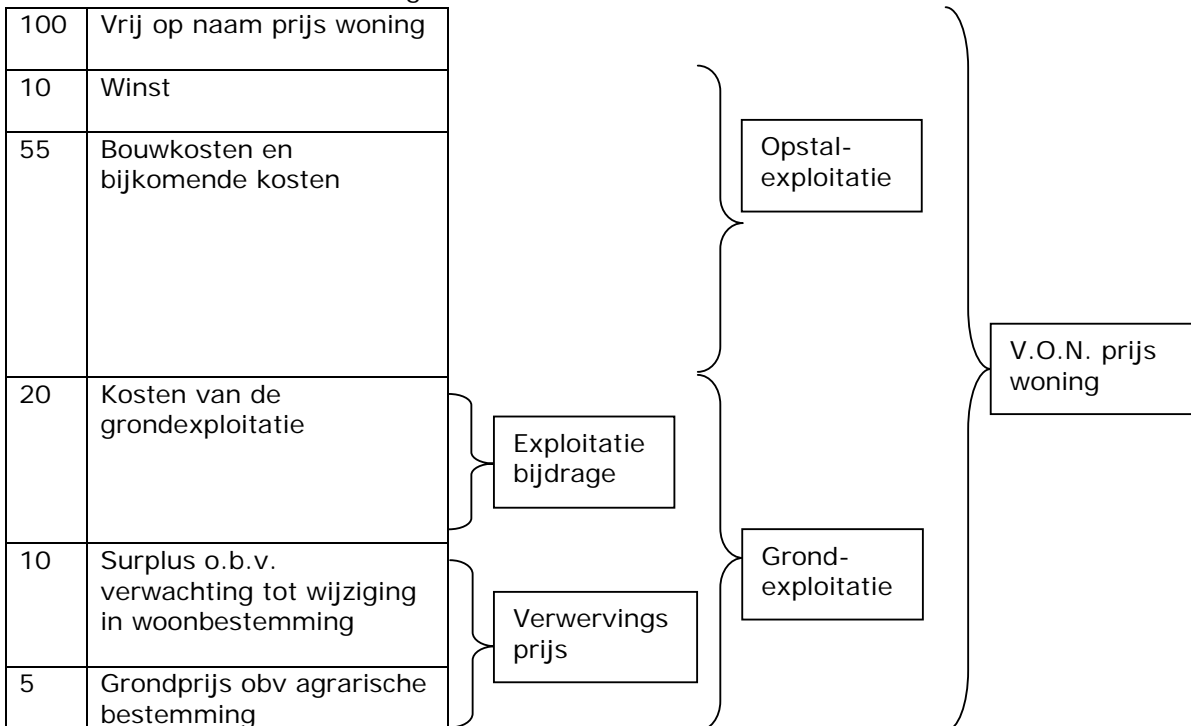 100 Vrij op naam prijs woning
10 Winst
55 Bouwkosten en
bijkomende kosten
Opstal-
exploitatie
V.O.N. prijs
woning
20 Kosten van de
grondexploitatie
Exploitatie
bijdrage
10 Surplus o.b.v.
verwachting tot wijziging
in woonbestemming
Grond-
exploitatie
Verwervings
prijs
5 Grondprijs obv agrarische
bestemming